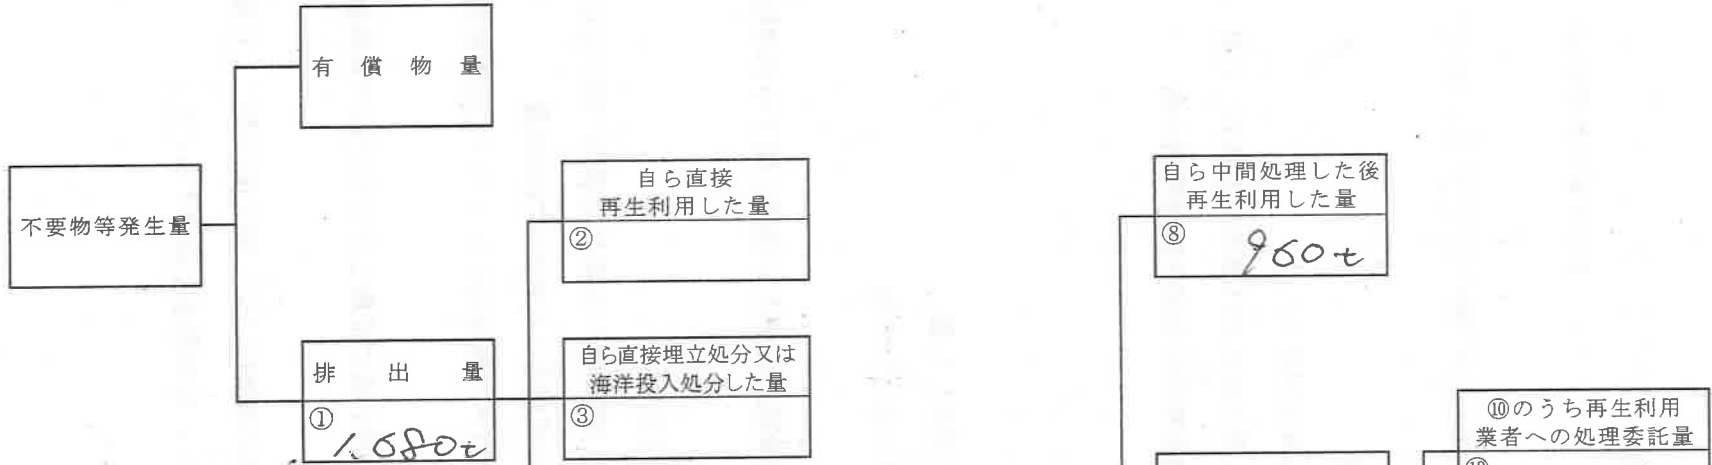 有償物量
不要物等発生量
自ら直接
再生利用した量
②
自ら中間処理した後
再生利用した量
⑧
960t
排出量
①
1.680t
自ら直接埋立処分又は
海洋投入処分した量
③
⑩のうち再生利用
業者への処理委託量